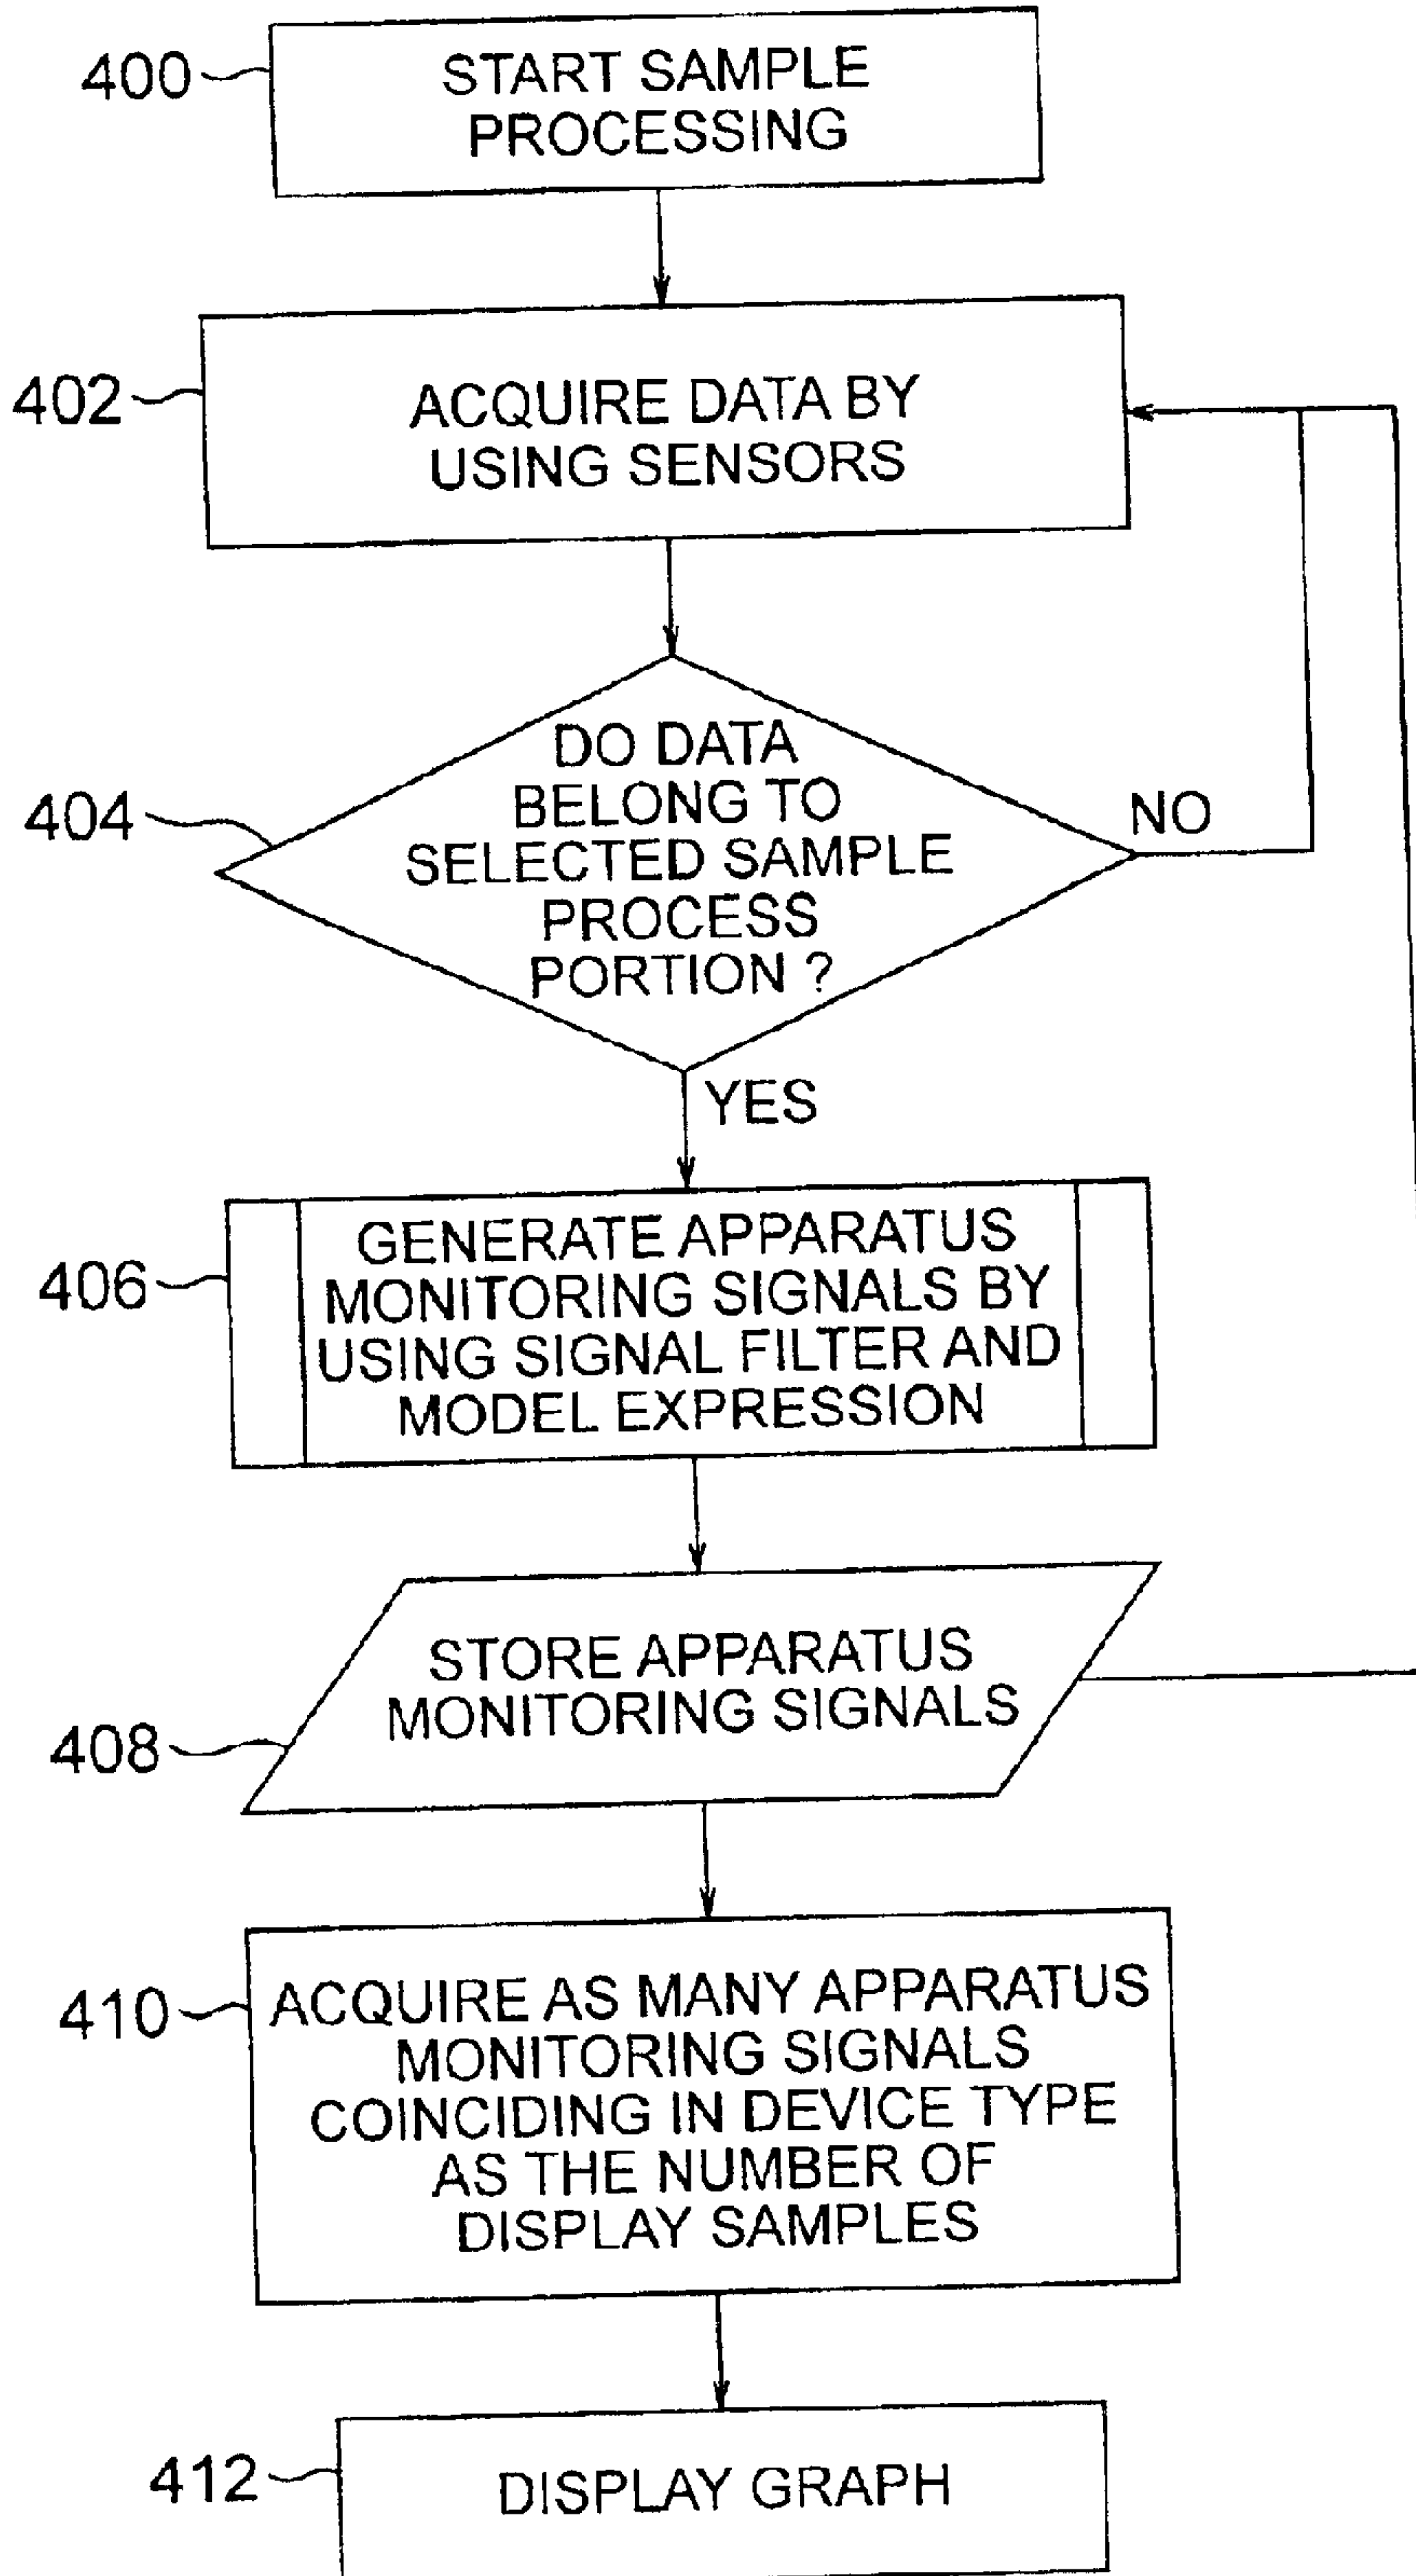 400
START SAMPLE
PROCESSING
402
ACQUIRE DATA BY
USING SENSORS
404
DO DATA
BELONG TO
SELECTED SAMPLE
PROCESS
PORTION ?
NO
YES
406
GENERATE APPARATUS
MONITORING SIGNALS BY
USING SIGNAL FILTER AND
MODEL EXPRESSION
408
STORE APPARATUS
MONITORING SIGNALS
410
ACQUIRE AS MANY APPARATUS
MONITORING SIGNALS
COINCIDING IN DEVICE TYPE
AS THE NUMBER OF
DISPLAY SAMPLES
412
DISPLAY GRAPH